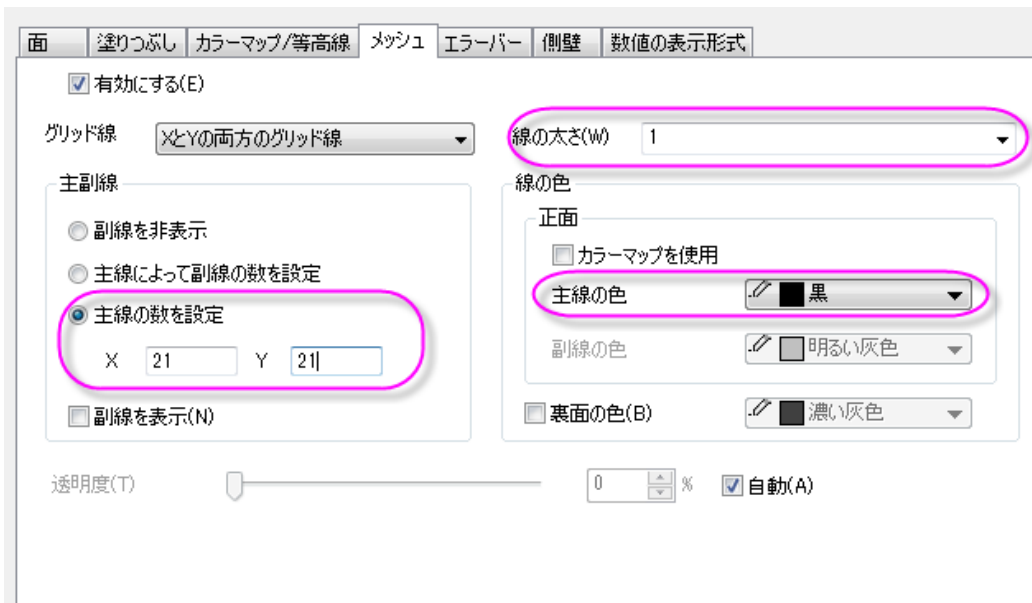 面 塗りつぶし カラーマップ/等高線 メッシュ エラーバー 側壁 数値の表示形式
有効にする(E)
グリッド線 XとYの両方のグリッド線
線の太さ(W) 1
主副線
副線を非表示
主線によって副線の数を設定
主線の数を設定
X 21 Y 21
副線を表示(N)
線の色
正面
カラーマップを使用
主線の色 黒
副線の色 明るい灰色
裏面の色(B) 濃い灰色
透明度(T) 0 % 自動(A)